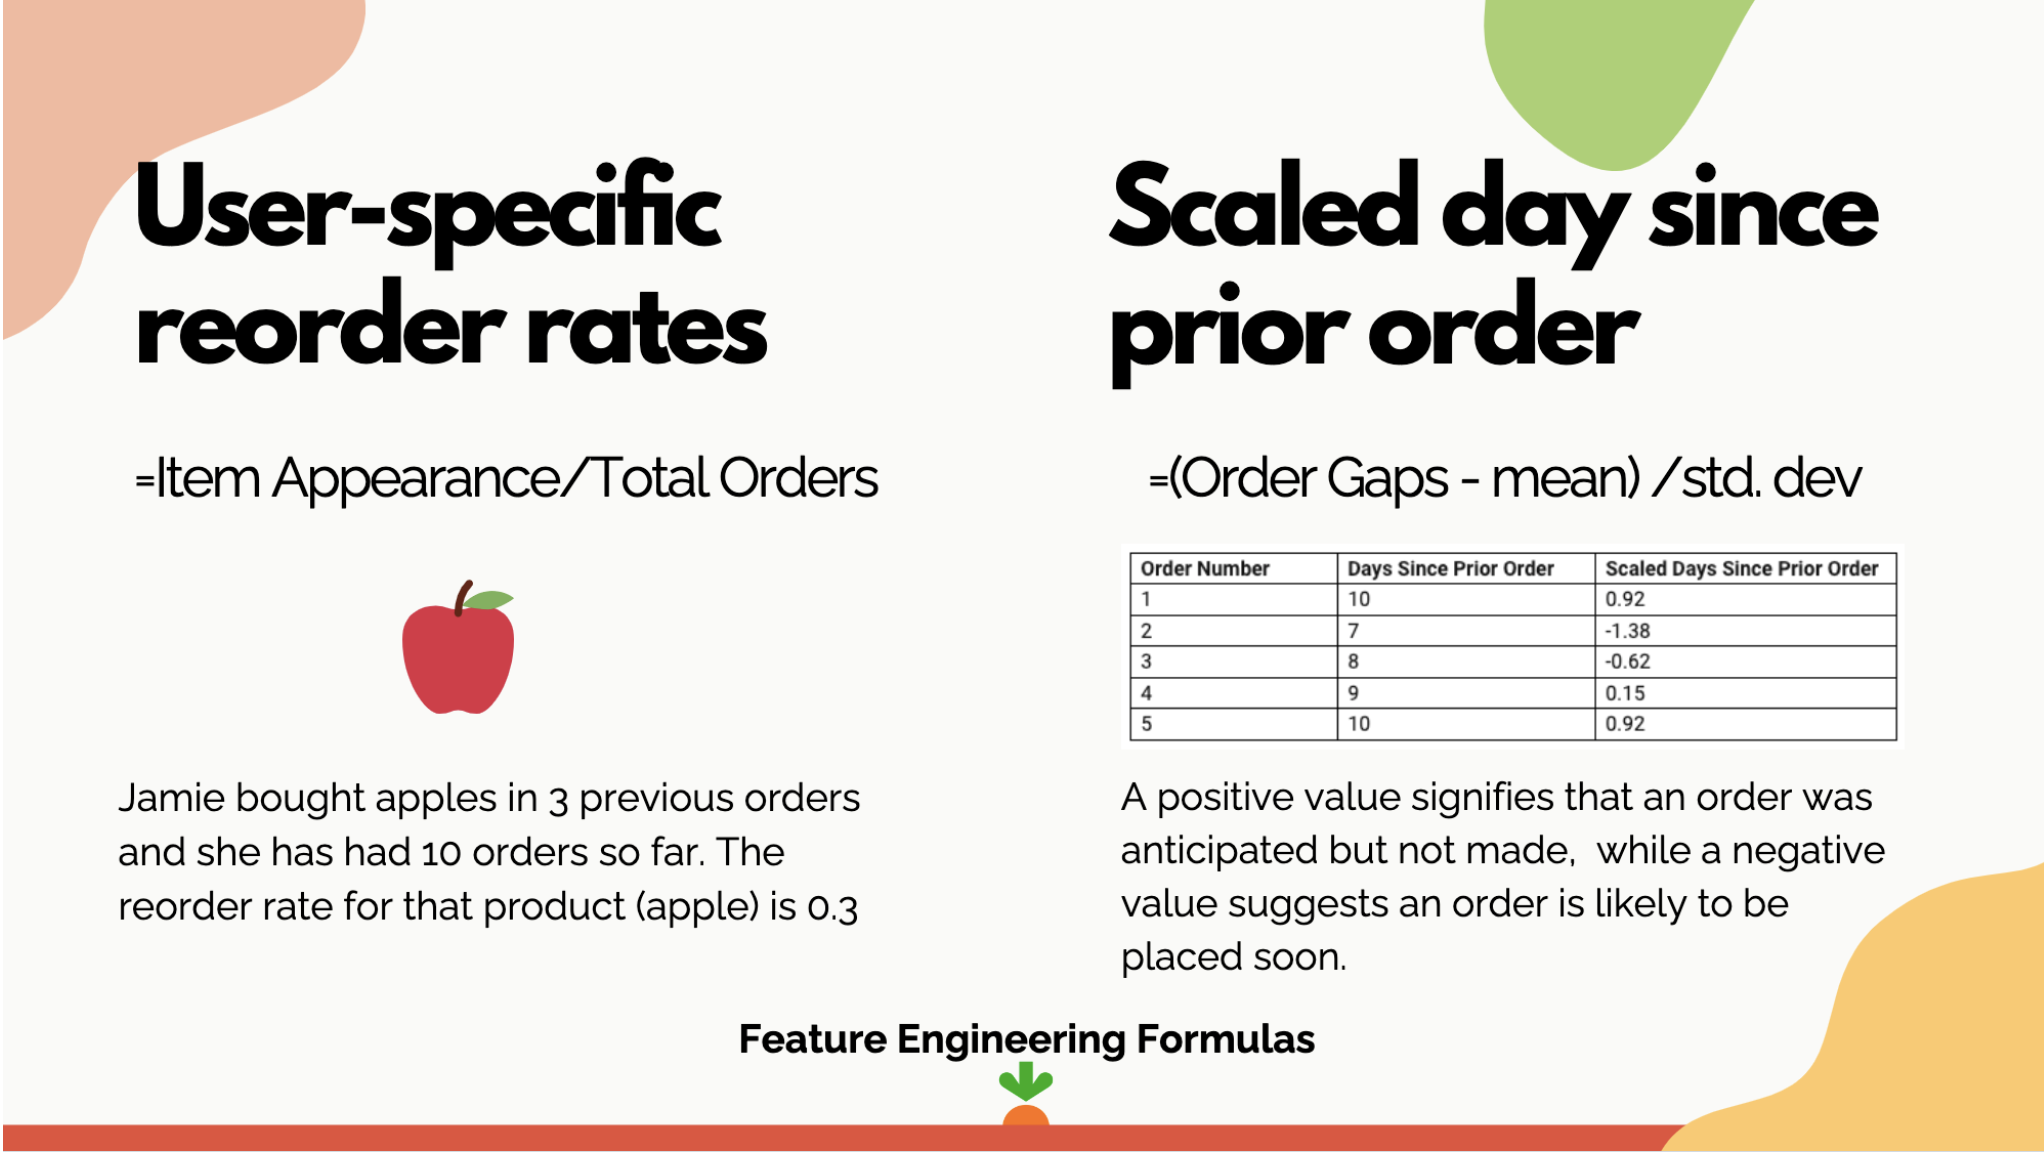 User-specific
reorder rates
=Item Appearance/Total Orders
Jamie bought apples in 3 previous orders
and she has had 10 orders so far. The
reorder rate for that product (apple) is 0.3
Scaled day since
prior order
=(Order Gaps - mean) /std. dev
Order Number Days Since Prior Order Scaled Days Since Prior Order
1 10 0.92
2 7 -1.38
3 8 -0.62
4 9 0.15
5 10 0.92
A positive value signifies that an order was
anticipated but not made,  while a negative
value suggests an order is likely to be
placed soon.
Feature Engineering Formulas